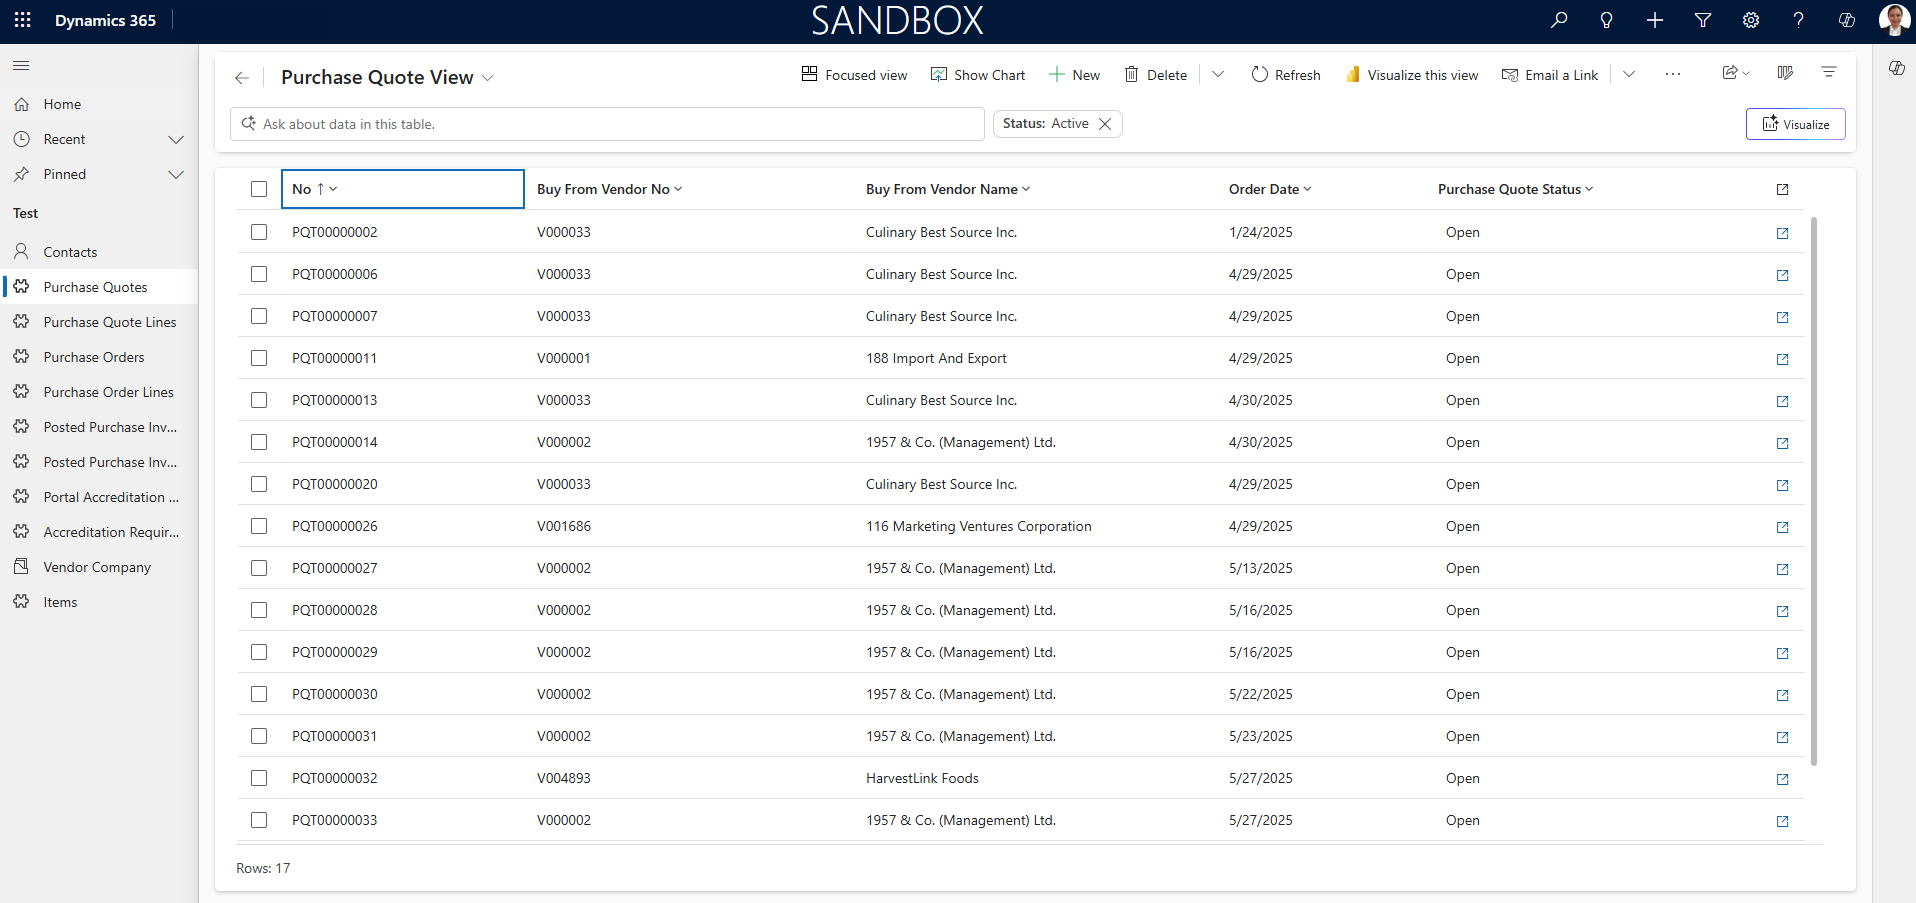 Dynamics 365
SANDBOX
Home
Recent
Pinned
Test
Contacts
Purchase Quotes
Purchase Quote Lines
Purchase Orders
Purchase Order Lines
Posted Purchase Inv...
Posted Purchase Inv...
Portal Accreditation ...
Accreditation Requir...
Vendor Company
Items
Purchase Quote View
Focused view Show Chart New Delete Refresh Visualize this view Email a Link
Ask about data in this table. Status: Active Visualize
No ↑ Buy From Vendor No Buy From Vendor Name Order Date Purchase Quote Status
PQT00000002 V000033 Culinary Best Source Inc. 1/24/2025 Open
PQT00000006 V000033 Culinary Best Source Inc. 4/29/2025 Open
PQT00000007 V000033 Culinary Best Source Inc. 4/29/2025 Open
PQT00000011 V000001 188 Import And Export 4/29/2025 Open
PQT00000013 V000033 Culinary Best Source Inc. 4/30/2025 Open
PQT00000014 V000002 1957 & Co. (Management) Ltd. 4/30/2025 Open
PQT00000020 V000033 Culinary Best Source Inc. 4/29/2025 Open
PQT00000026 V001686 116 Marketing Ventures Corporation 4/29/2025 Open
PQT00000027 V000002 1957 & Co. (Management) Ltd. 5/13/2025 Open
PQT00000028 V000002 1957 & Co. (Management) Ltd. 5/16/2025 Open
PQT00000029 V000002 1957 & Co. (Management) Ltd. 5/16/2025 Open
PQT00000030 V000002 1957 & Co. (Management) Ltd. 5/22/2025 Open
PQT00000031 V000002 1957 & Co. (Management) Ltd. 5/23/2025 Open
PQT00000032 V004893 HarvestLink Foods 5/27/2025 Open
PQT00000033 V000002 1957 & Co. (Management) Ltd. 5/27/2025 Open
Rows: 17